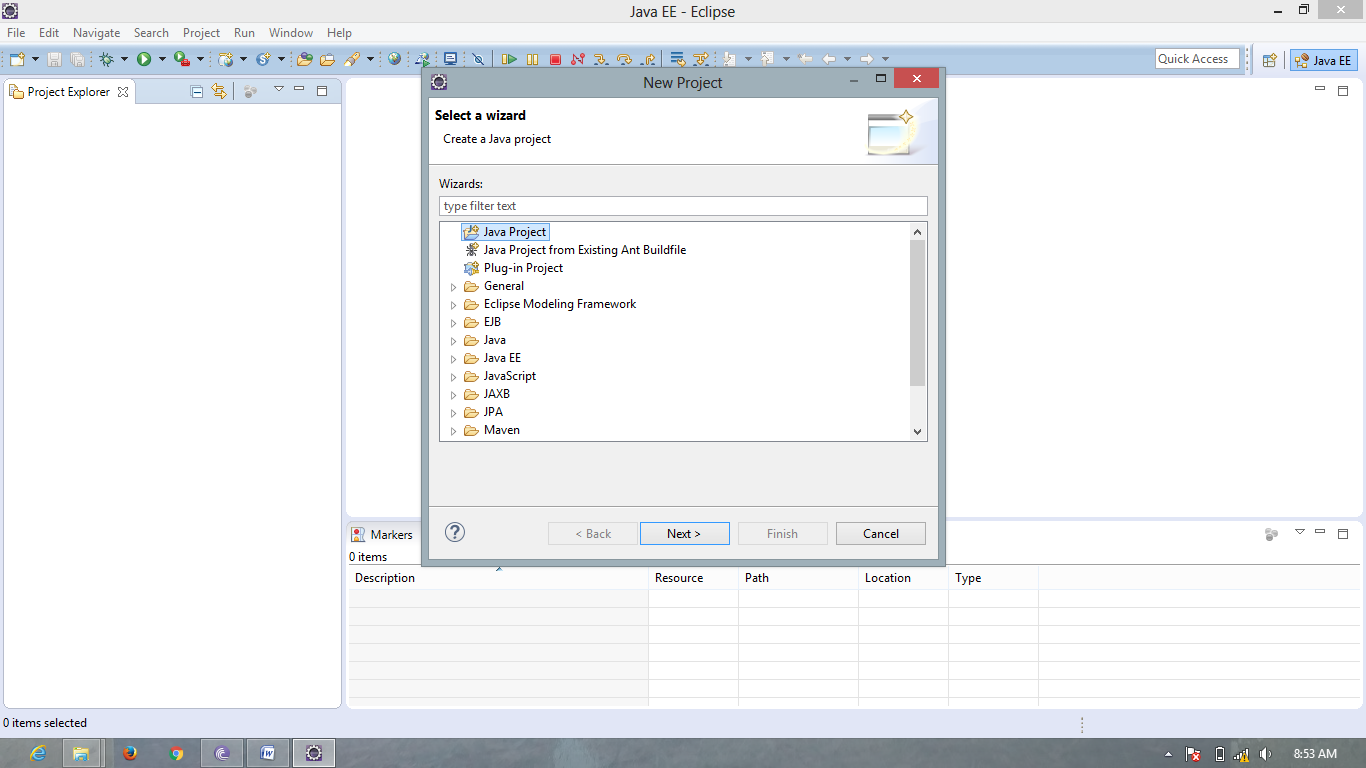 Java EE - Eclipse
File Edit Navigate Search Project Run Window Help
Quick Access
Java EE
Project Explorer
New Project
Select a wizard
Create a Java project
Wizards:
type filter text
Java Project
Java Project from Existing Ant Buildfile
Plug-in Project
General
Eclipse Modeling Framework
EJB
Java
Java EE
JavaScript
JAXB
JPA
Maven
< Back Next > Finish Cancel
Markers
0 items
Description Resource Path Location Type
0 items selected
8:53 AM